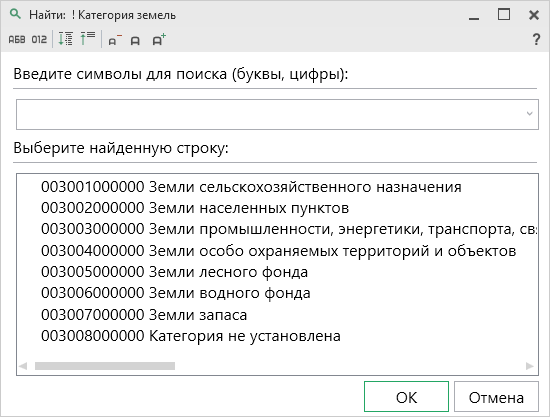 Найти: ! Категория земель
АБВ 012 а− а а+ ?
Введите символы для поиска (буквы, цифры):
Выберите найденную строку:
003001000000 Земли сельскохозяйственного назначения
003002000000 Земли населенных пунктов
003003000000 Земли промышленности, энергетики, транспорта, свя
003004000000 Земли особо охраняемых территорий и объектов
003005000000 Земли лесного фонда
003006000000 Земли водного фонда
003007000000 Земли запаса
003008000000 Категория не установлена
ОК Отмена